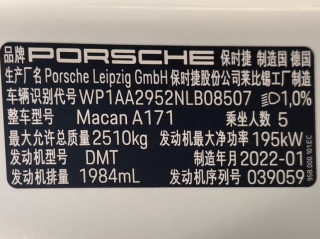 品牌 PORSCHE 保时捷 制造国 德国
生产厂名 Porsche Leipzig GmbH 保时捷股份公司莱比锡工厂制造
车辆识别代号 WP1AA2952NLB08507 1,0%
整车型号 Macan A171 乘坐人数 5
最大允许总质量 2510kg 发动机最大净功率 195kW
发动机型号 DMT 制造年月 2022-01
发动机排量 1984mL 发动机序列号 039059
95B 000 101 EC